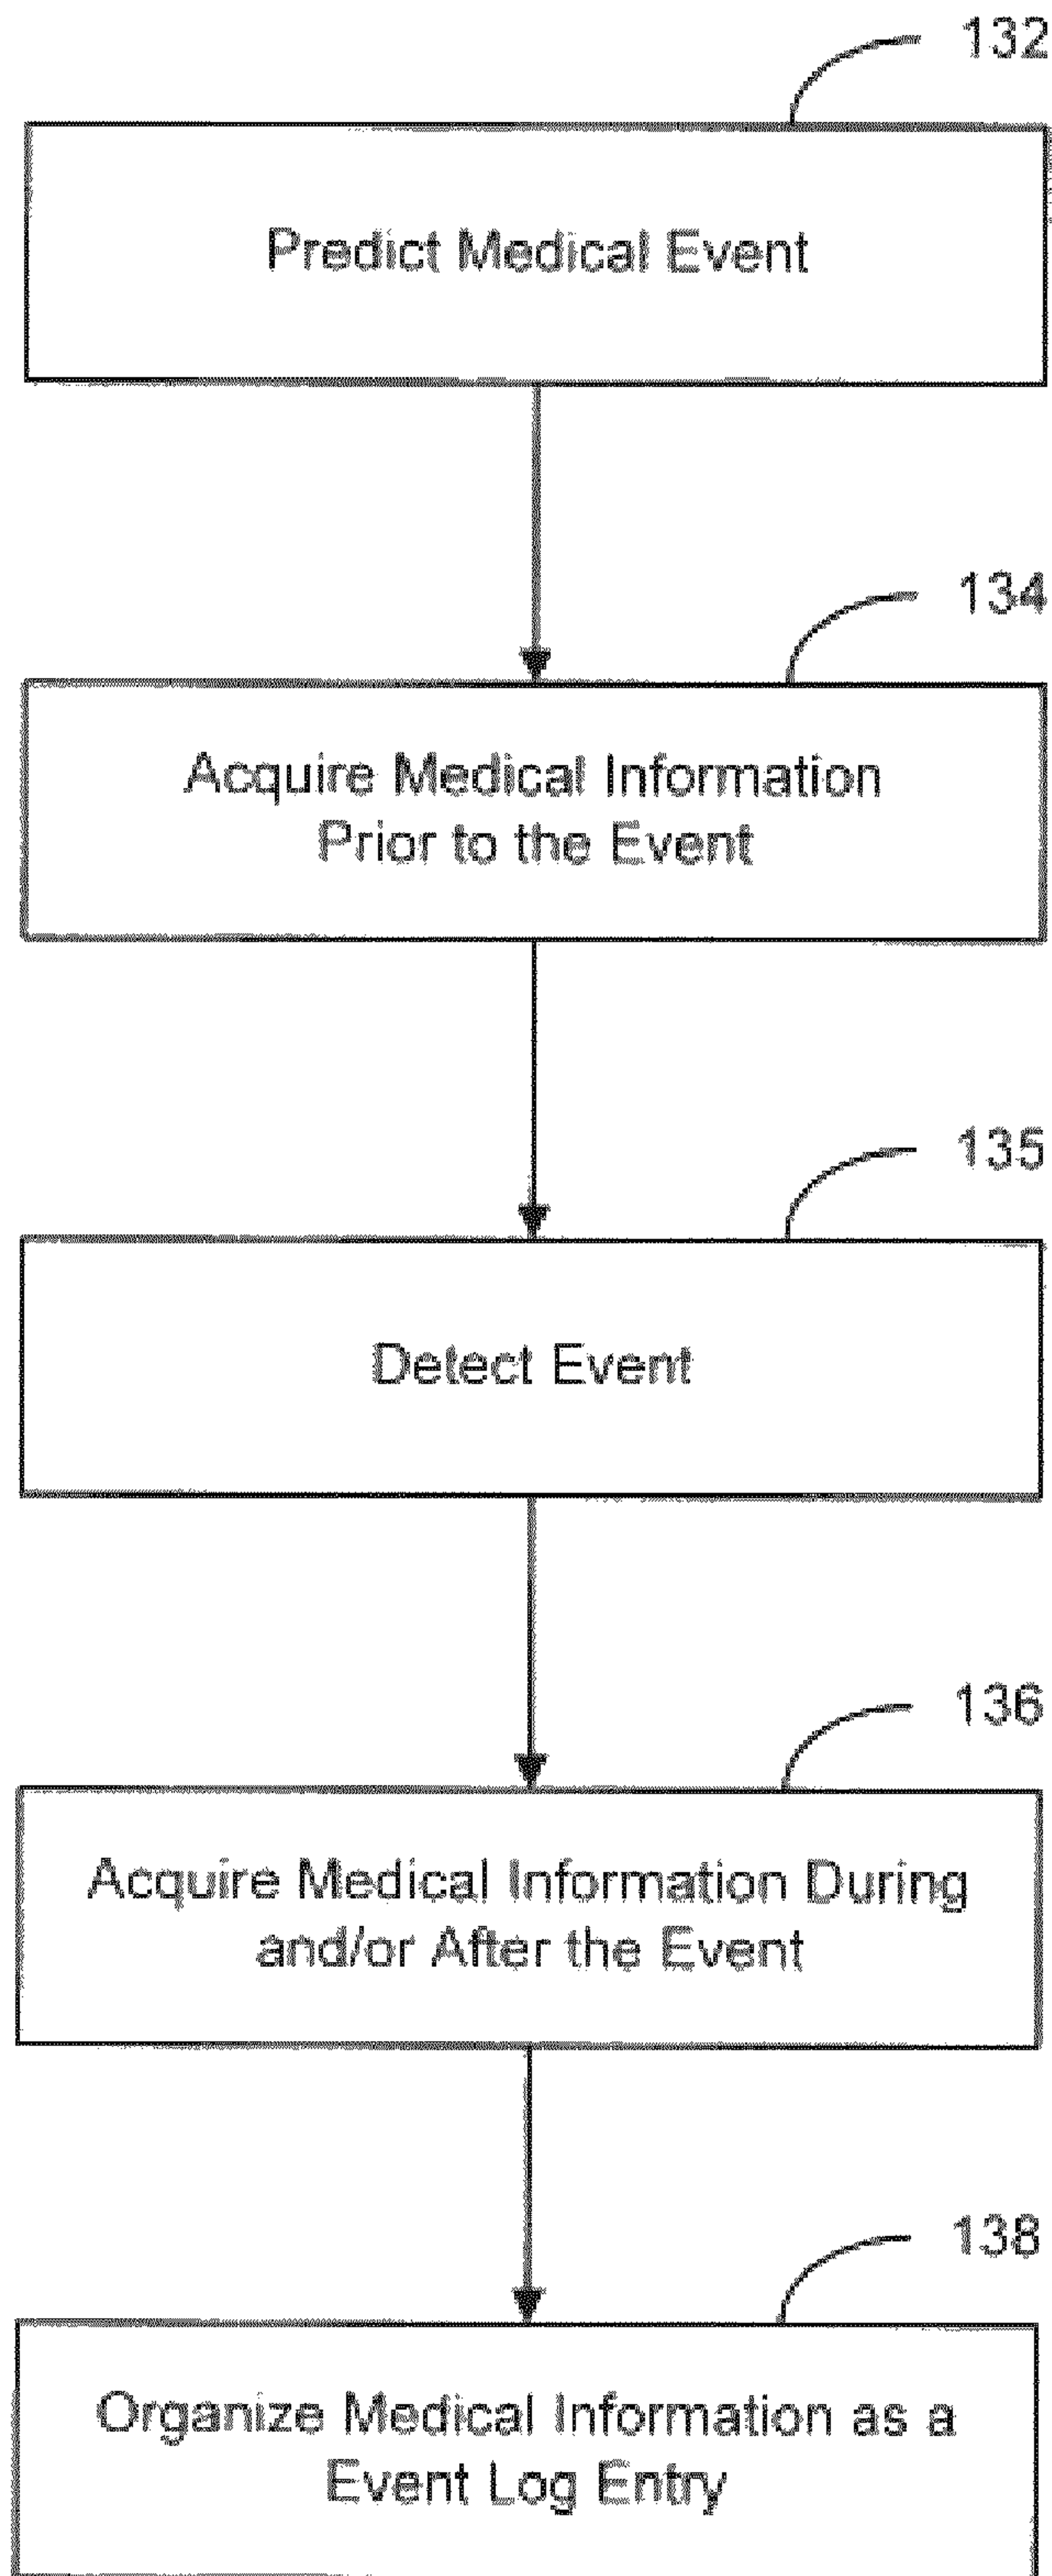 132
Predict Medical Event
134
Acquire Medical Information
Prior to the Event
135
Detect Event
136
Acquire Medical Information During
and/or After the Event
138
Organize Medical Information as a
Event Log Entry